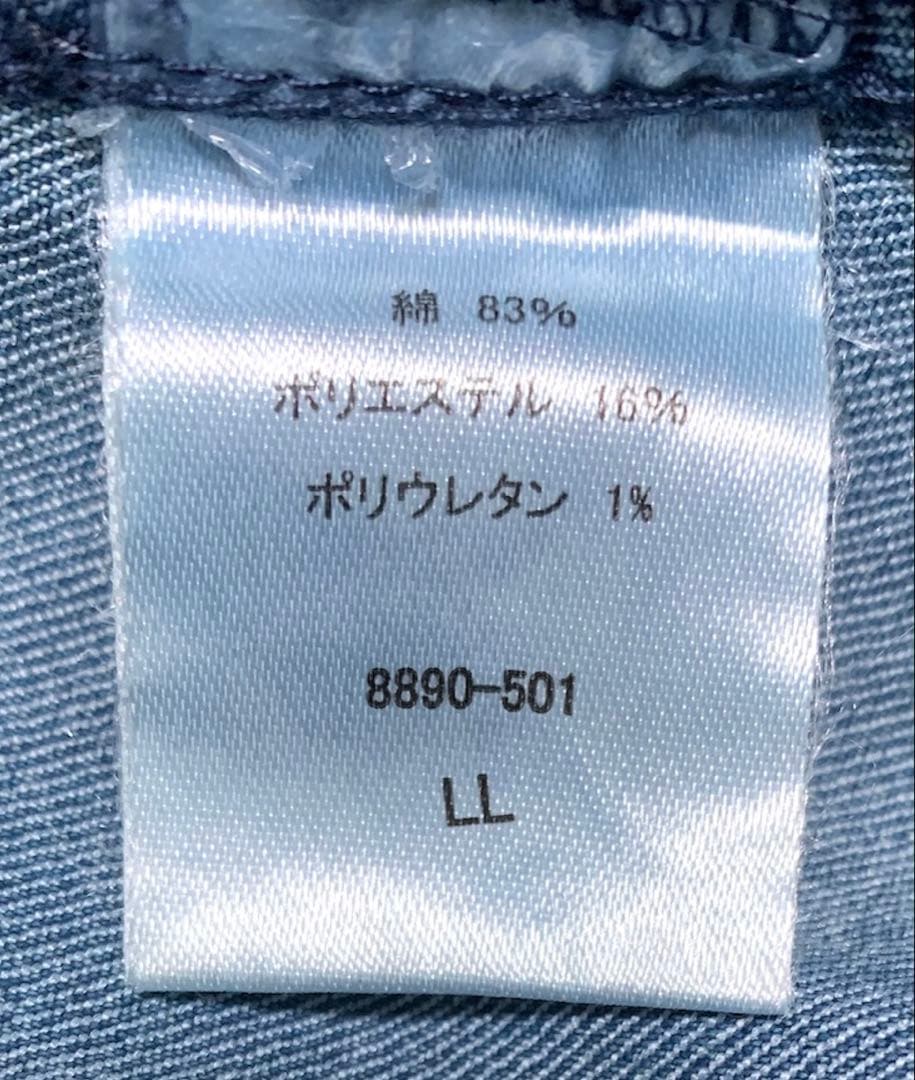 綿 83%
ポリエステル 16%
ポリウレタン 1%
8890-501
LL